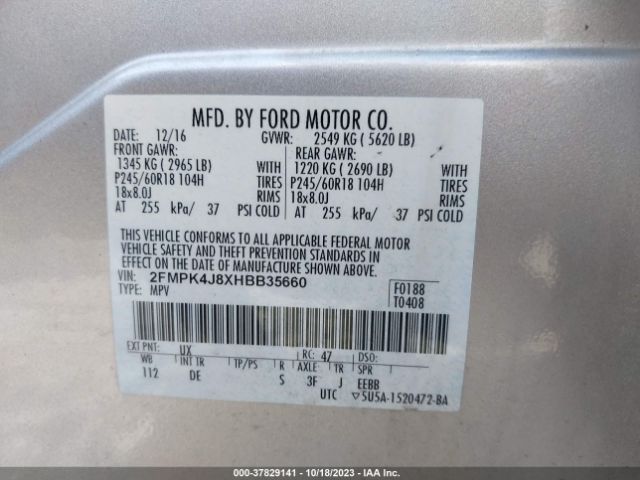 MFD. BY FORD MOTOR CO.
DATE: 12/16 GVWR: 2549 KG ( 5620 LB)
FRONT GAWR: REAR GAWR:
1345 KG ( 2965 LB) WITH 1220 KG ( 2690 LB) WITH
P245/60R18 104H TIRES P245/60R18 104H TIRES
18x8.0J RIMS 18x8.0J RIMS
AT 255 kPa/ 37 PSI COLD AT 255 kPa/ 37 PSI COLD
THIS VEHICLE CONFORMS TO ALL APPLICABLE FEDERAL MOTOR
VEHICLE SAFETY AND THEFT PREVENTION STANDARDS IN
EFFECT ON THE DATE OF MANUFACTURE SHOWN ABOVE.
VIN: 2FMPK4J8XHBB35660 F0188
TYPE: MPV T0408
EXT PNT: UX RC: 47 DSO:
WB INT TR TP/PS R AXLE TR SPR
112 DE S 3F J EEBB
UTC ▽5U5A-1520472-BA
© 37829141 - 10/18/2023 - IAA Inc.